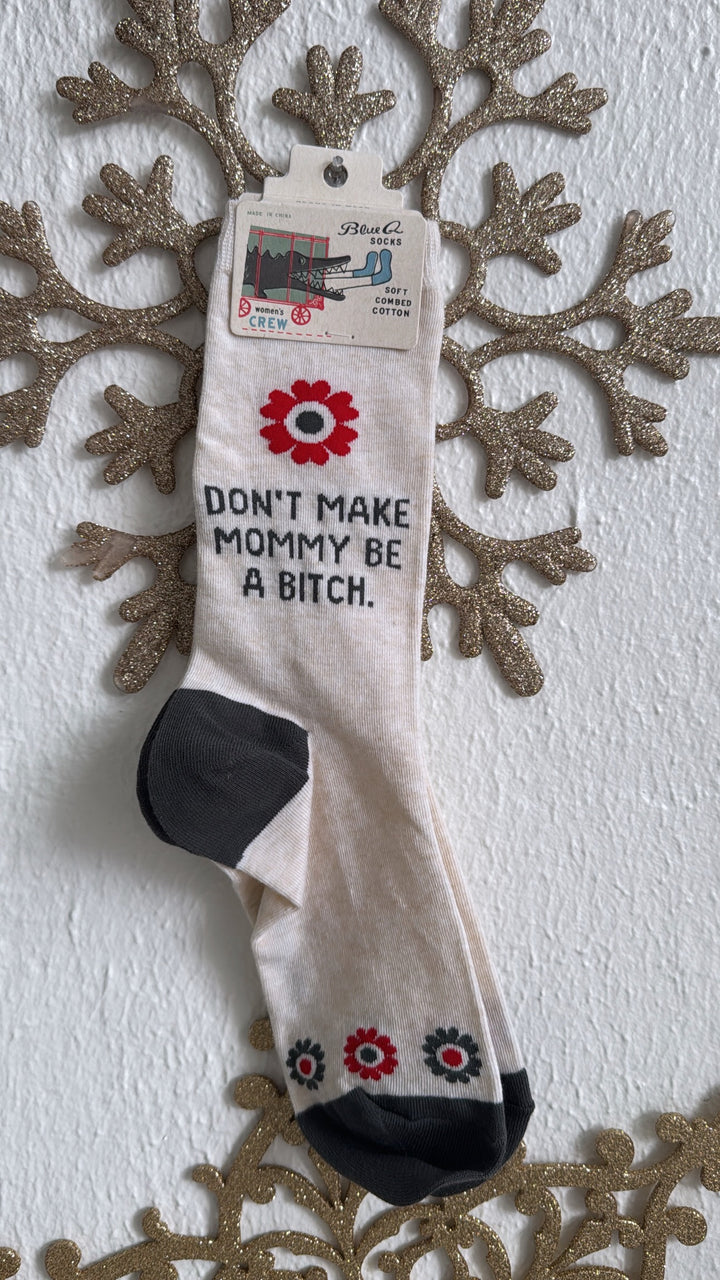 MADE IN CHINA
Blue Q
SOCKS
SOFT
COMBED
COTTON
women's
CREW
DON'T MAKE
MOMMY BE
A BITCH.